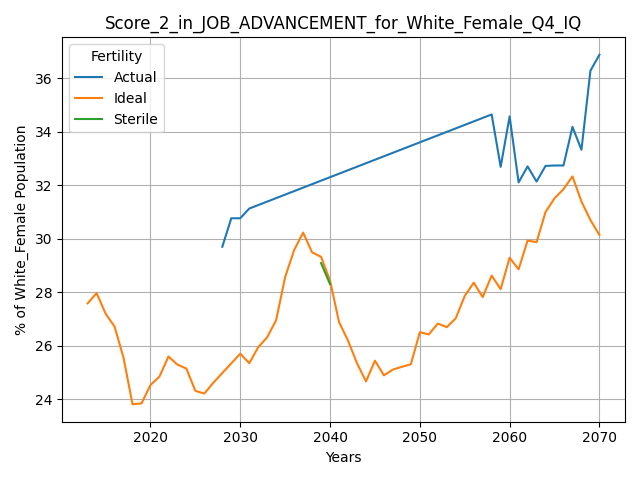 Score_2_in_JOB_ADVANCEMENT_for_White_Female_Q4_IQ
Fertility
Actual
Ideal
Sterile
% of White_Female Population
36
34
32
30
28
26
24
2020
2030
2040
2050
2060
2070
Years